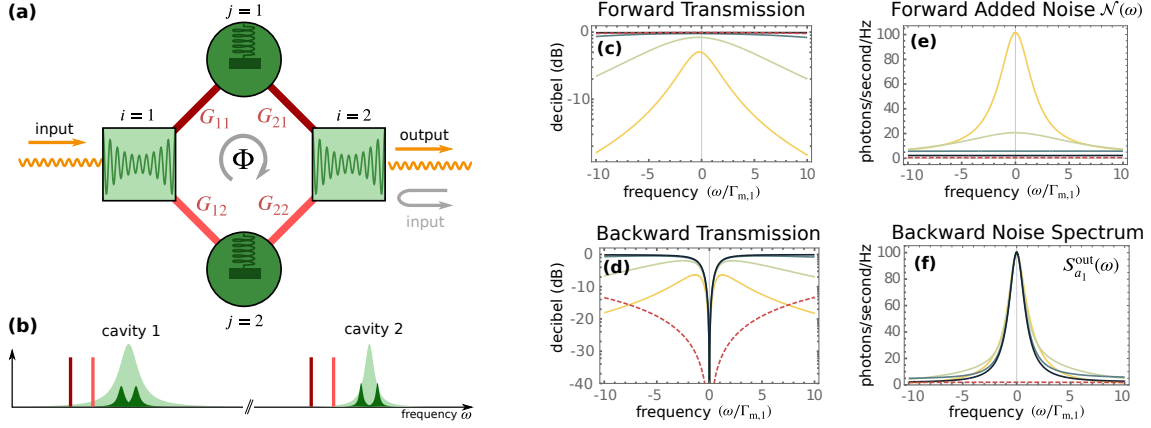 (a)
j = 1
i = 1
i = 2
G₁₁
G₂₁
input
output
Φ
G₁₂
G₂₂
input
j = 2
(b)
cavity 1
cavity 2
frequency ω
Forward Transmission
(c)
decibel (dB)
0
-10
-10
-5
0
5
10
frequency (ω/Γm,1)
Backward Transmission
(d)
decibel (dB)
0
-10
-20
-30
-40
-10
-5
0
5
10
frequency (ω/Γm,1)
Forward Added Noise 𝒩(ω)
(e)
photons/second/Hz
100
80
60
40
20
0
-10
-5
0
5
10
frequency (ω/Γm,1)
Backward Noise Spectrum
(f)
S^out_a₁(ω)
photons/second/Hz
100
80
60
40
20
0
-10
-5
0
5
10
frequency (ω/Γm,1)